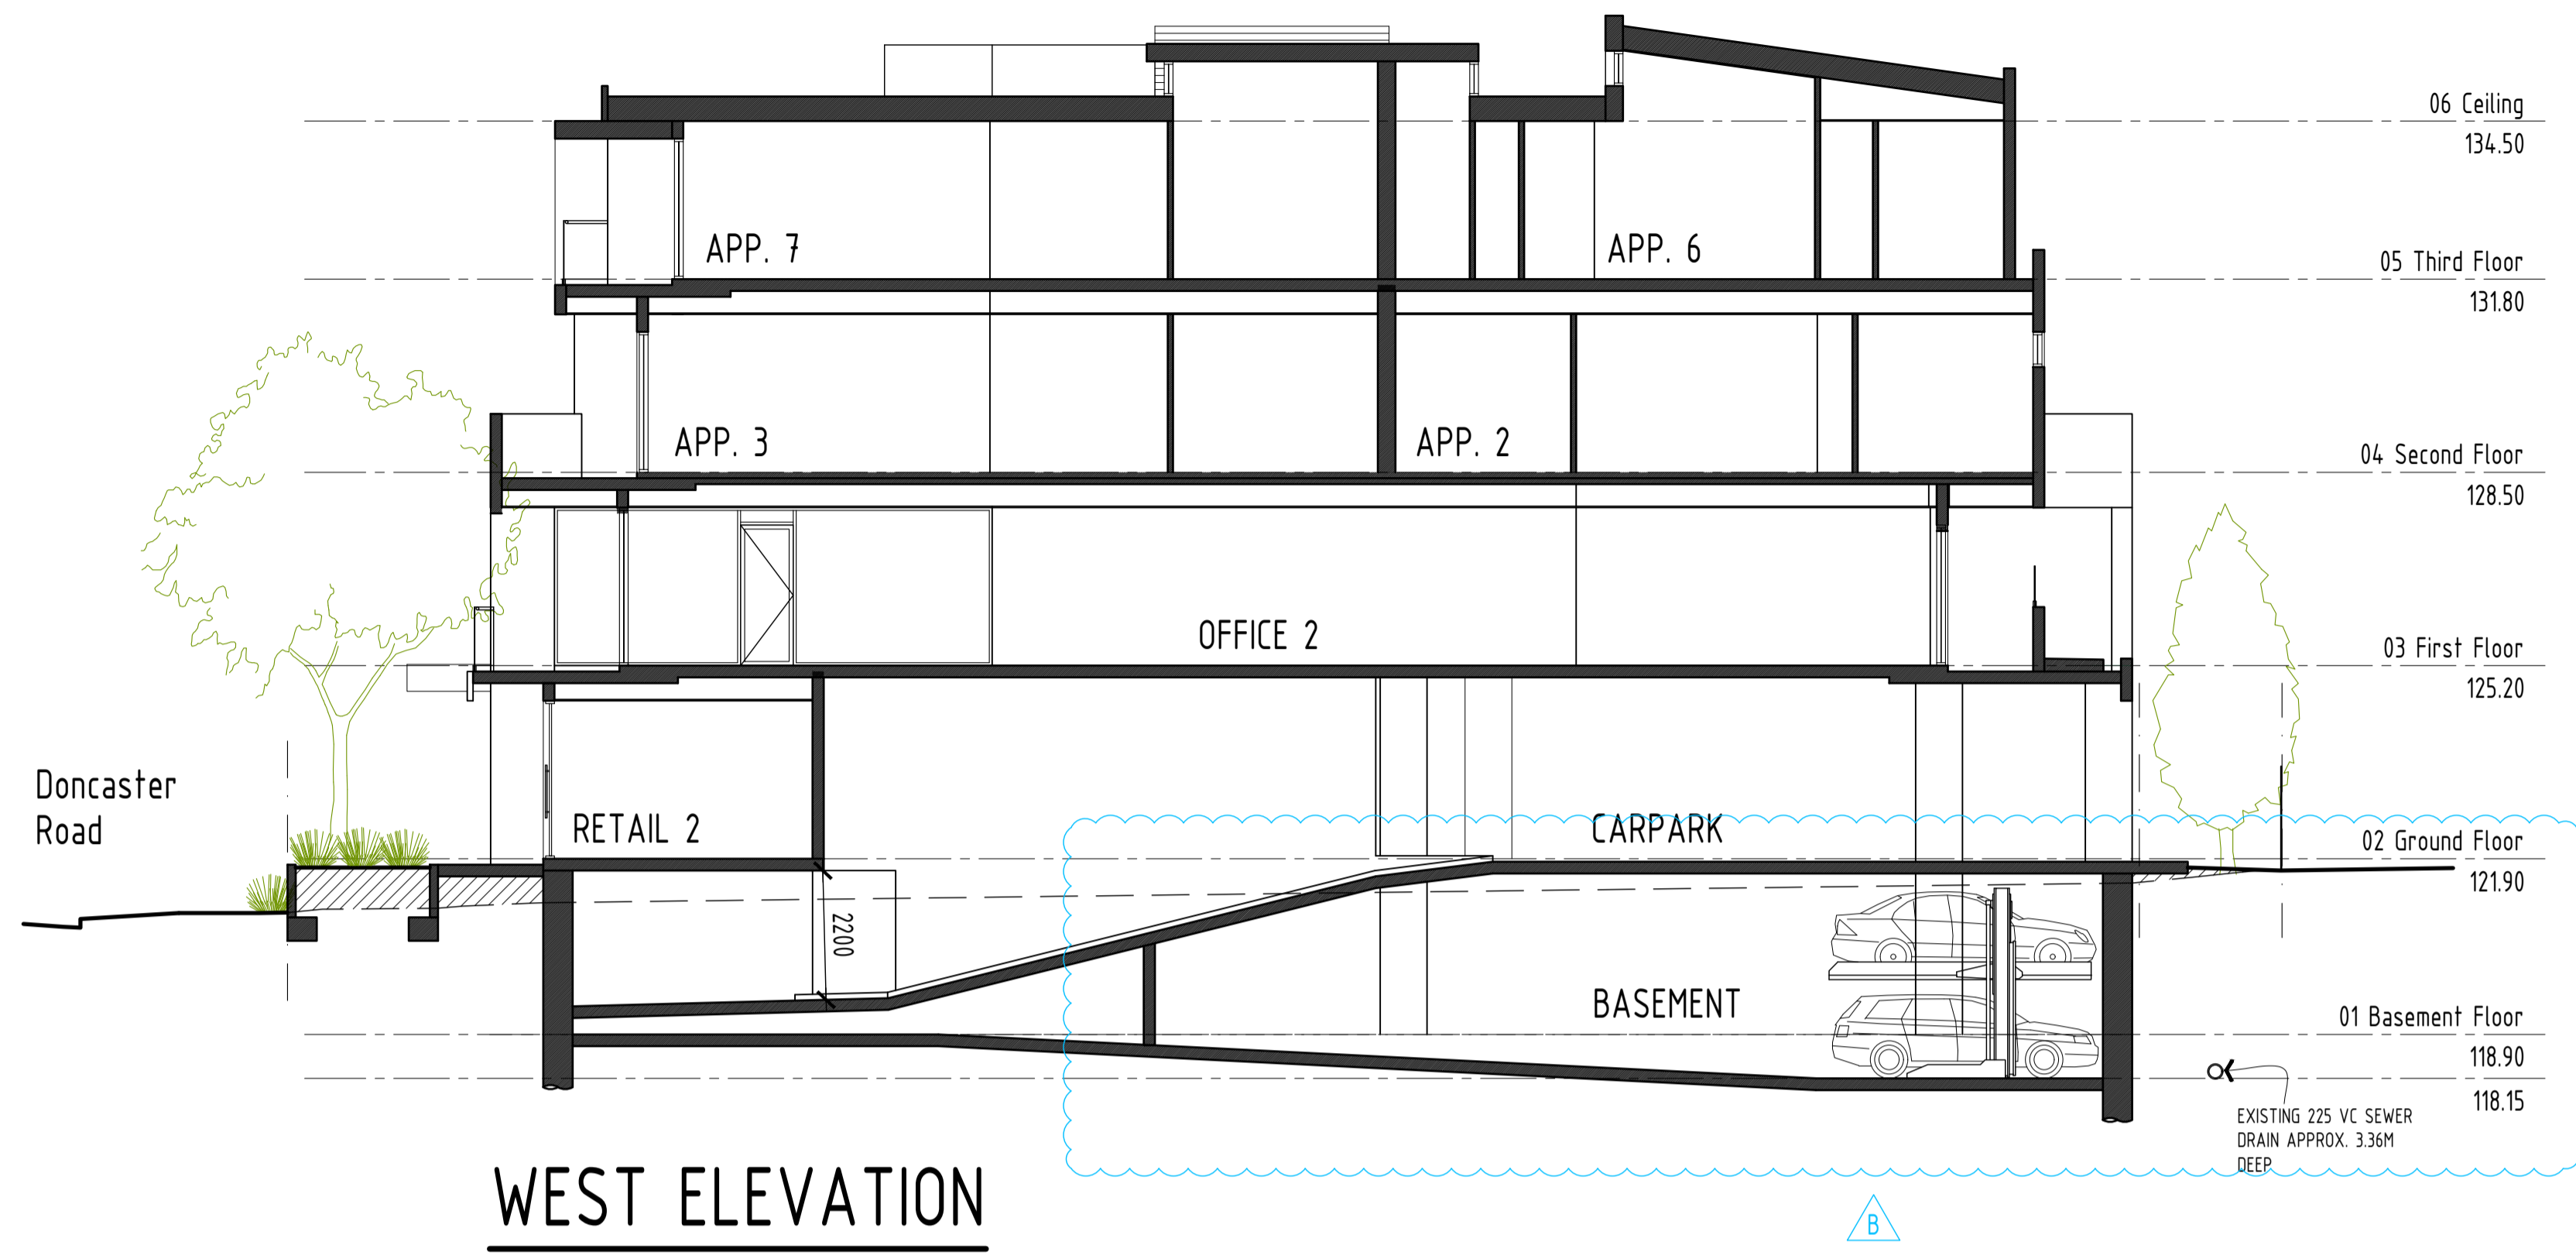 06 Ceiling
134.50
APP. 7
APP. 6
05 Third Floor
131.80
APP. 3
APP. 2
04 Second Floor
128.50
OFFICE 2
03 First Floor
125.20
Doncaster
Road
RETAIL 2
CARPARK
02 Ground Floor
121.90
2200
BASEMENT
01 Basement Floor
118.90
118.15
EXISTING 225 VC SEWER
DRAIN APPROX. 3.36M
DEEP
WEST ELEVATION
B